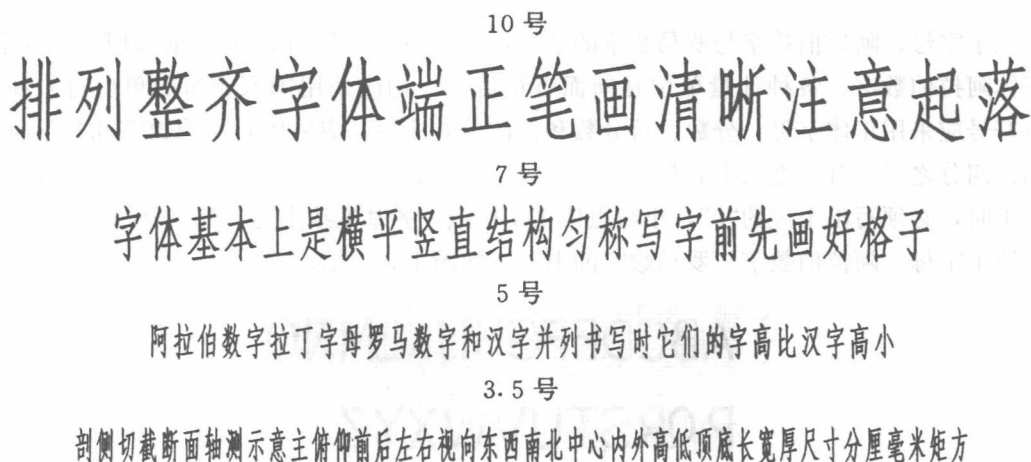 10 号
排列整齐字体端正笔画清晰注意起落
7 号
字体基本上是横平竖直结构匀称写字前先画好格子
5 号
阿拉伯数字拉丁字母罗马数字和汉字并列书写时它们的字高比汉字高小
3.5 号
剖侧切截断面轴测示意主俯仰前后左右视向东西南北中心内外高低顶底长宽厚尺寸分厘毫米矩方